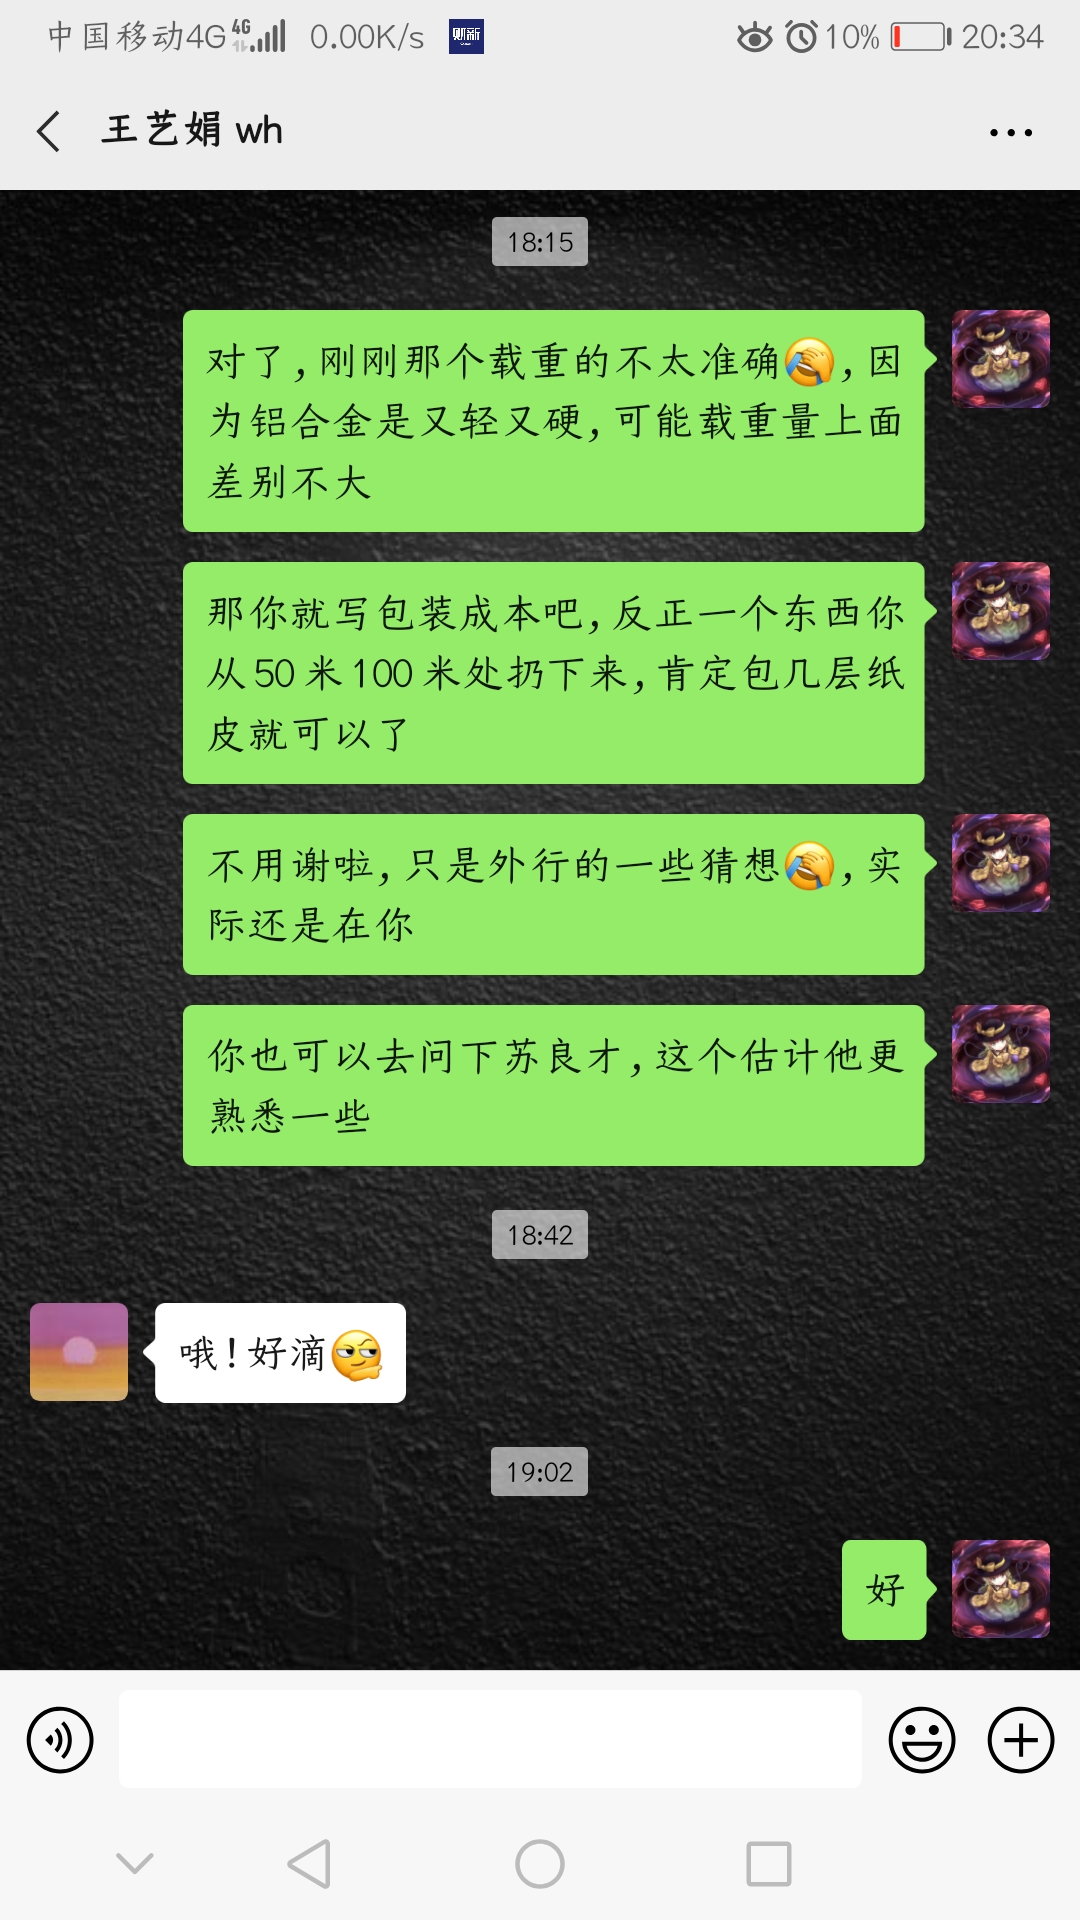 中国移动4G 4G 0.00K/s 财新 10% 20:34
王艺娟 wh
18:15
对了,刚刚那个载重的不太准确🤦,因
为铝合金是又轻又硬,可能载重量上面
差别不大
那你就写包装成本吧,反正一个东西你
从50米100米处扔下来,肯定包几层纸
皮就可以了
不用谢啦,只是外行的一些猜想🤦,实
际还是在你
你也可以去问下苏良才,这个估计他更
熟悉一些
18:42
哦!好滴
19:02
好